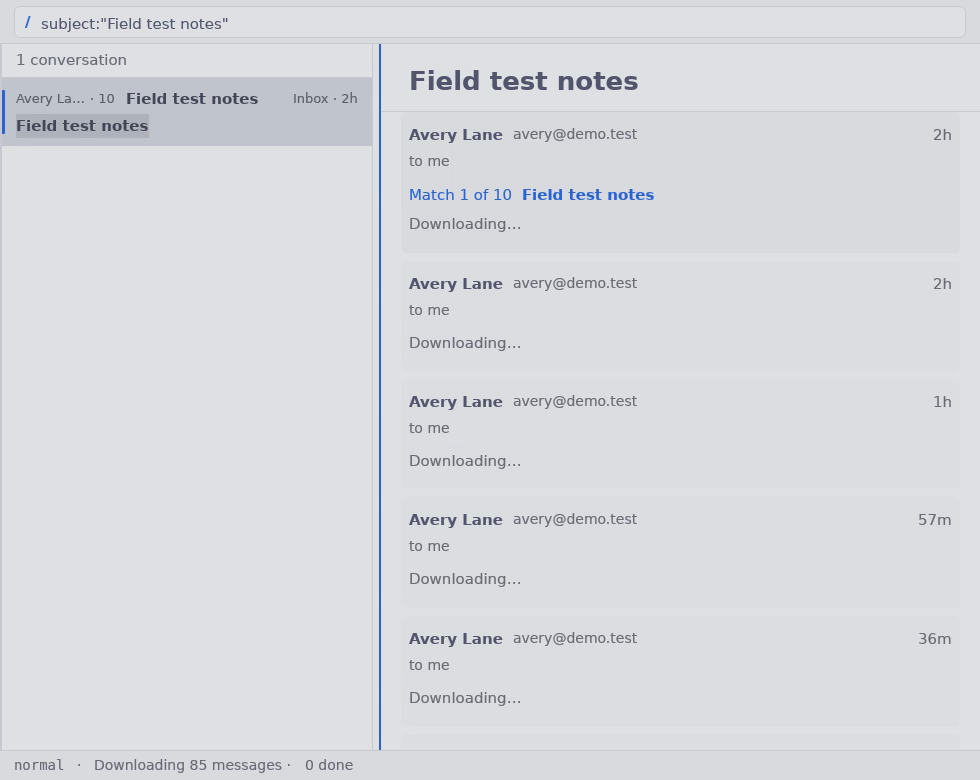 / subject:"Field test notes"
1 conversation
Avery La... · 10 Field test notes Inbox · 2h
Field test notes
Field test notes
Avery Lane avery@demo.test 2h
to me
Match 1 of 10 Field test notes
Downloading...
Avery Lane avery@demo.test 2h
to me
Downloading...
Avery Lane avery@demo.test 1h
to me
Downloading...
Avery Lane avery@demo.test 57m
to me
Downloading...
Avery Lane avery@demo.test 36m
to me
Downloading...
normal · Downloading 85 messages · 0 done